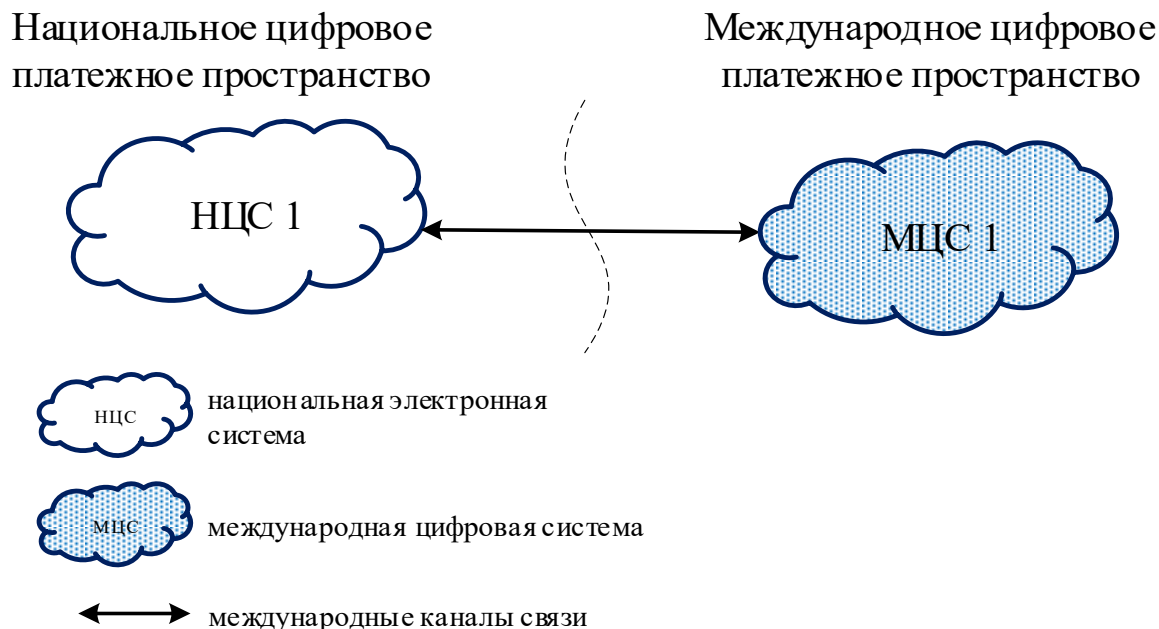 Национальное цифровое
платежное пространство
Международное цифровое
платежное пространство
НЦС 1
МЦС 1
НЦС
национальная электронная
система
МЦС
международная цифровая система
международные каналы связи